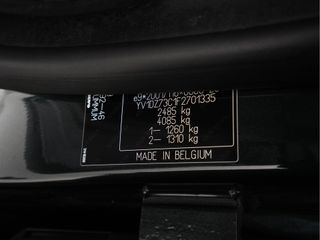 YV1DZ73C1F2701335
2485 kg
4085 kg
1- 1260 kg
2- 1310 kg
MADE IN BELGIUM